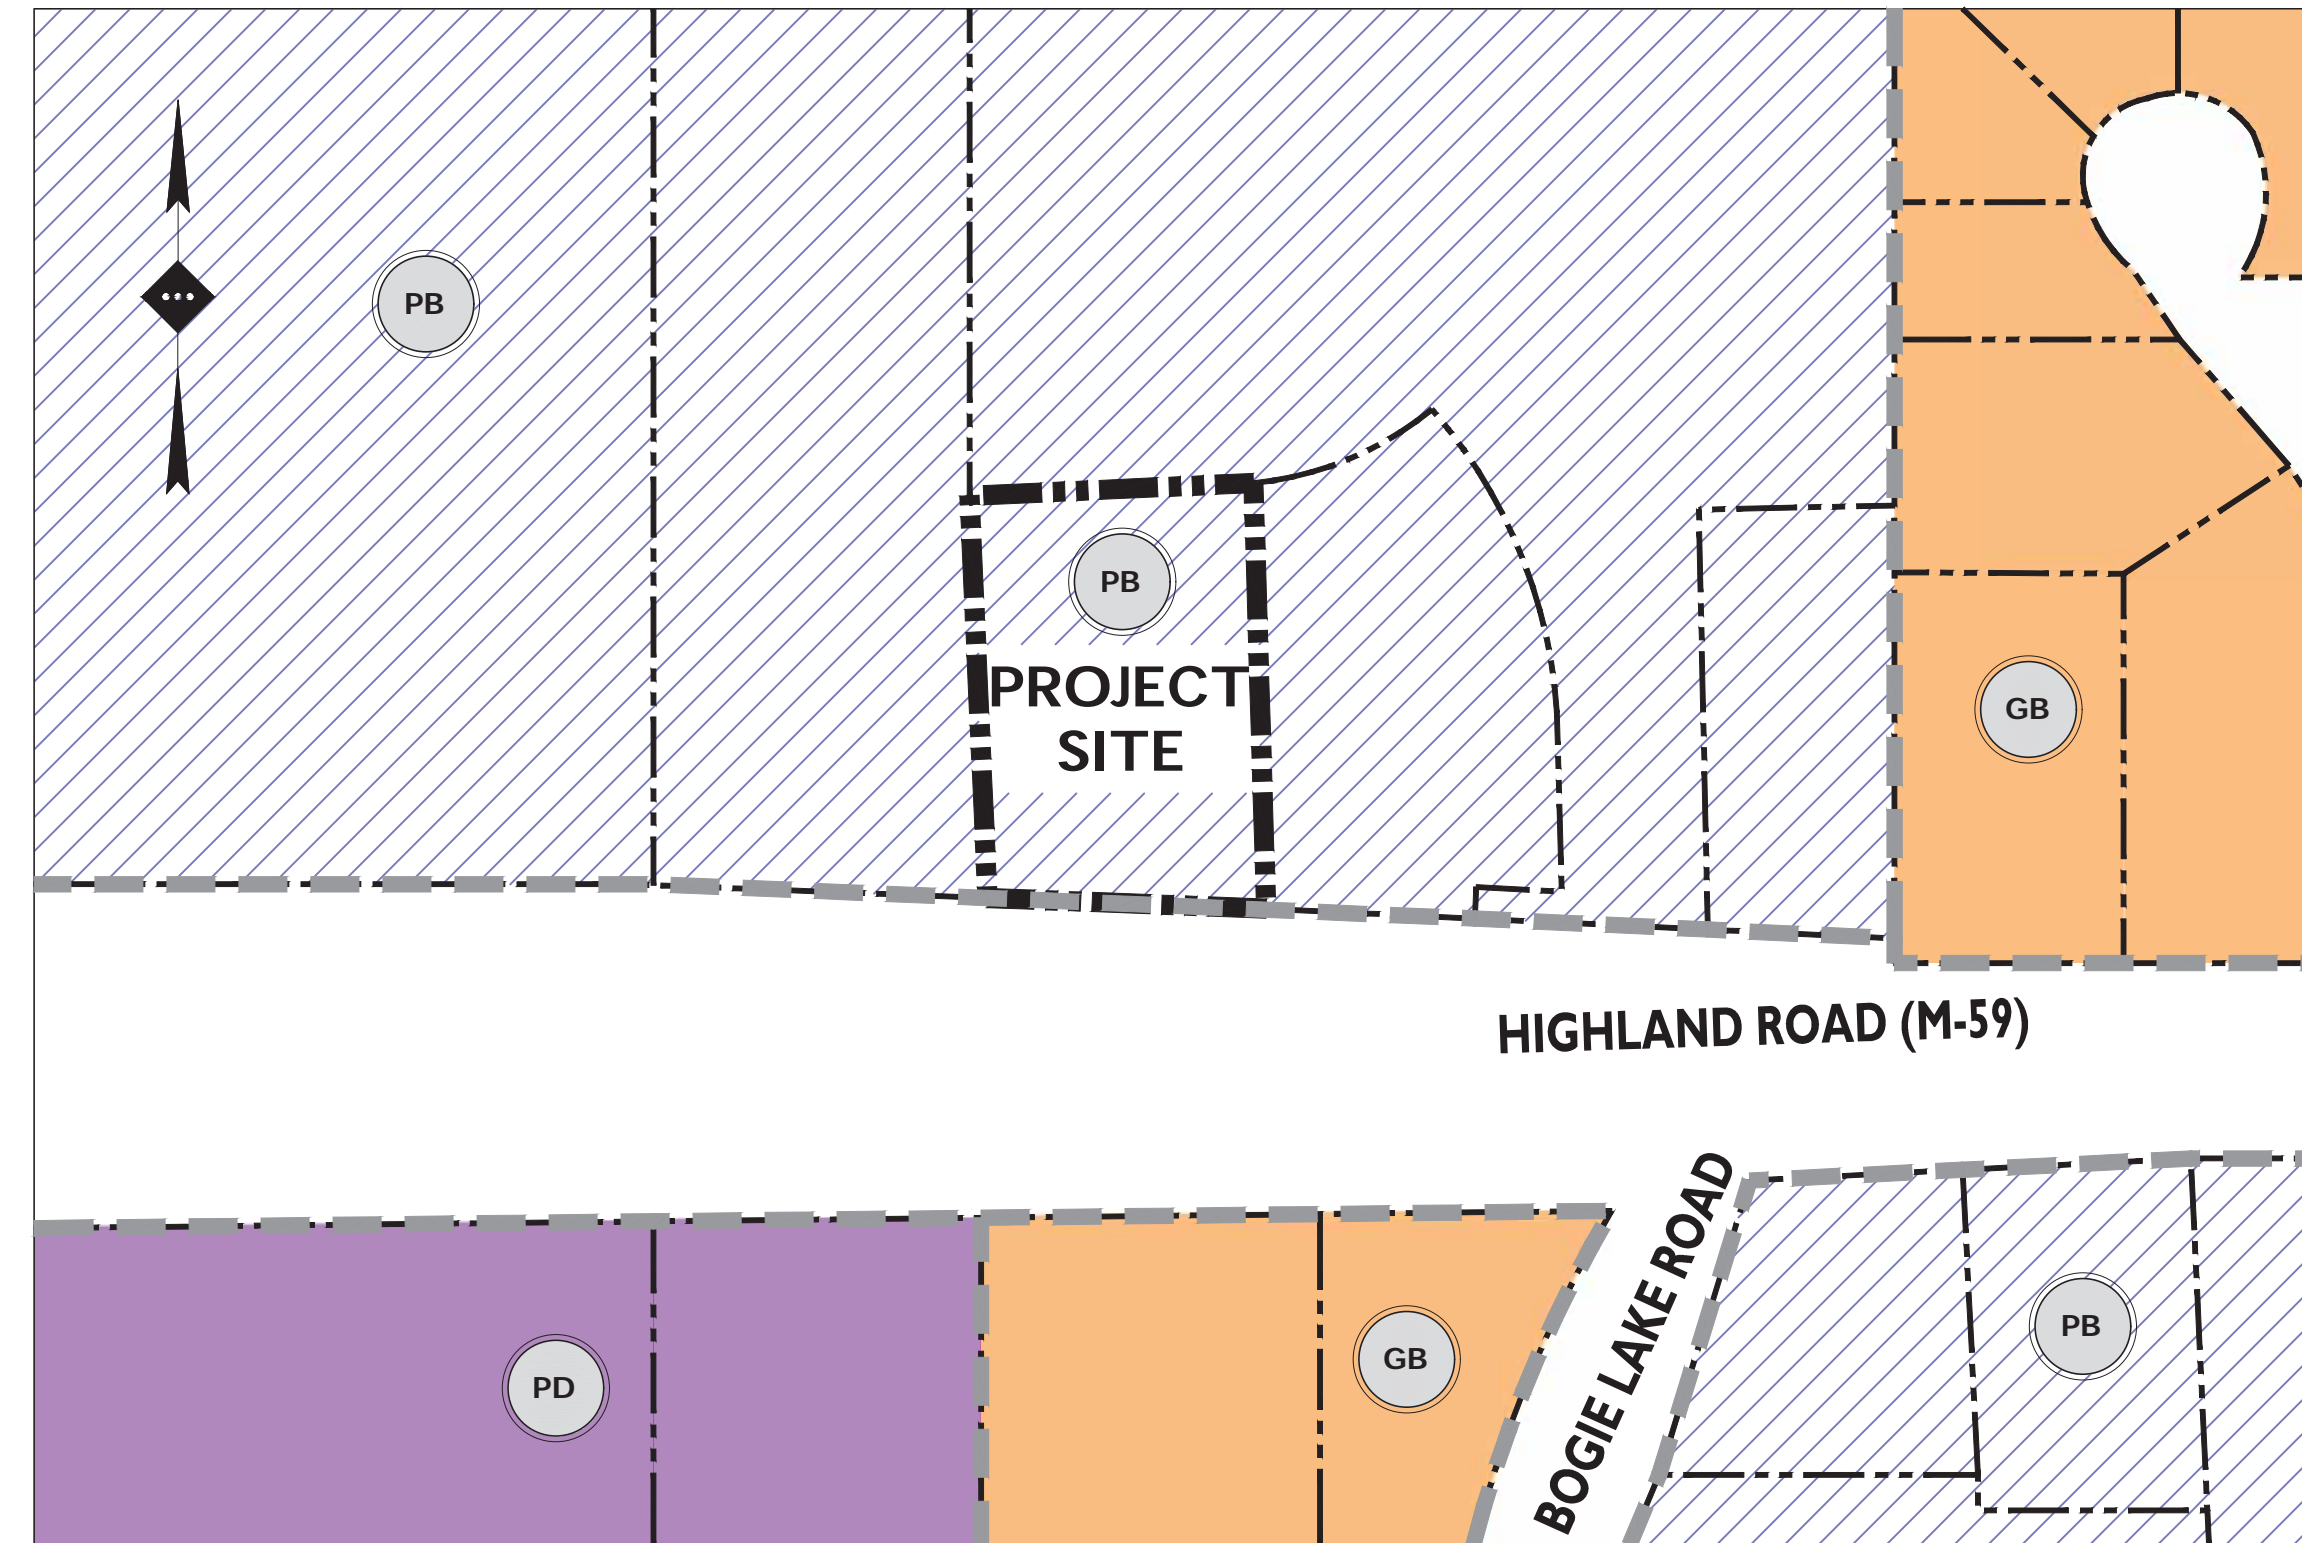 PB
PB
PROJECT
SITE
GB
HIGHLAND ROAD (M-59)
BOGIE LAKE ROAD
PB
GB
PD